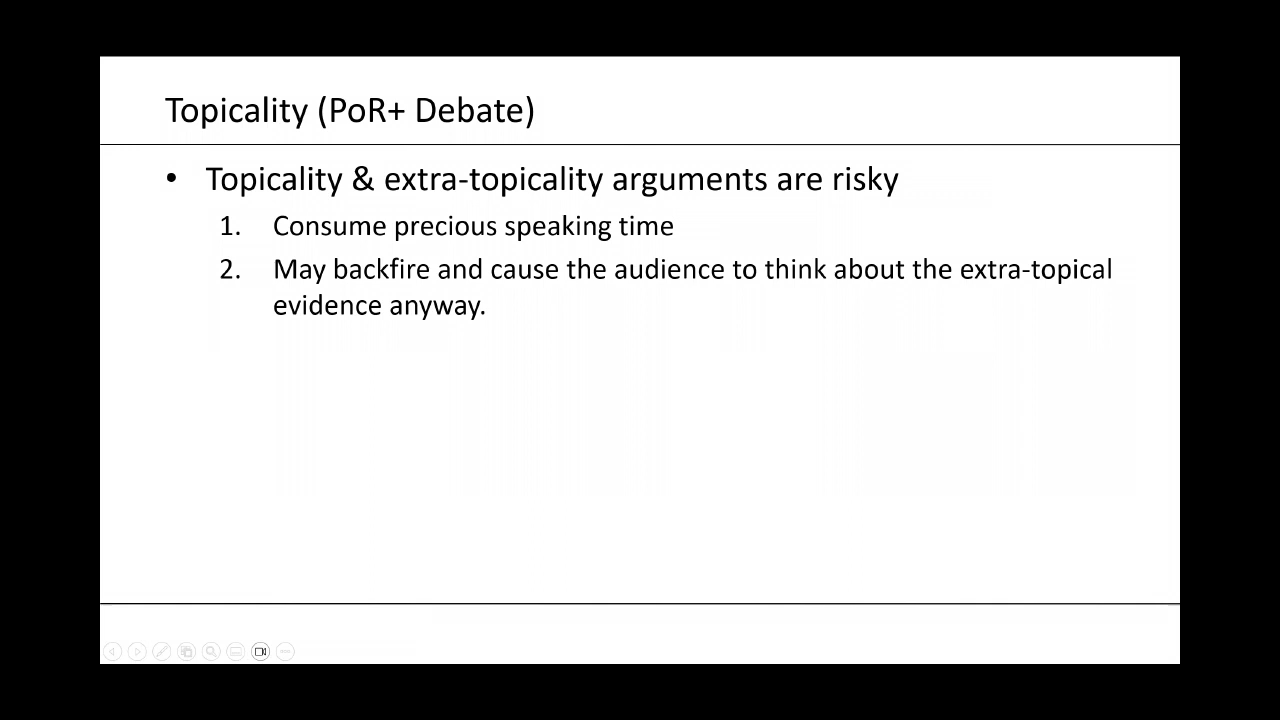 Topicality (PoR+ Debate)
• Topicality & extra-topicality arguments are risky
1. Consume precious speaking time
2. May backfire and cause the audience to think about the extra-topical
evidence anyway.